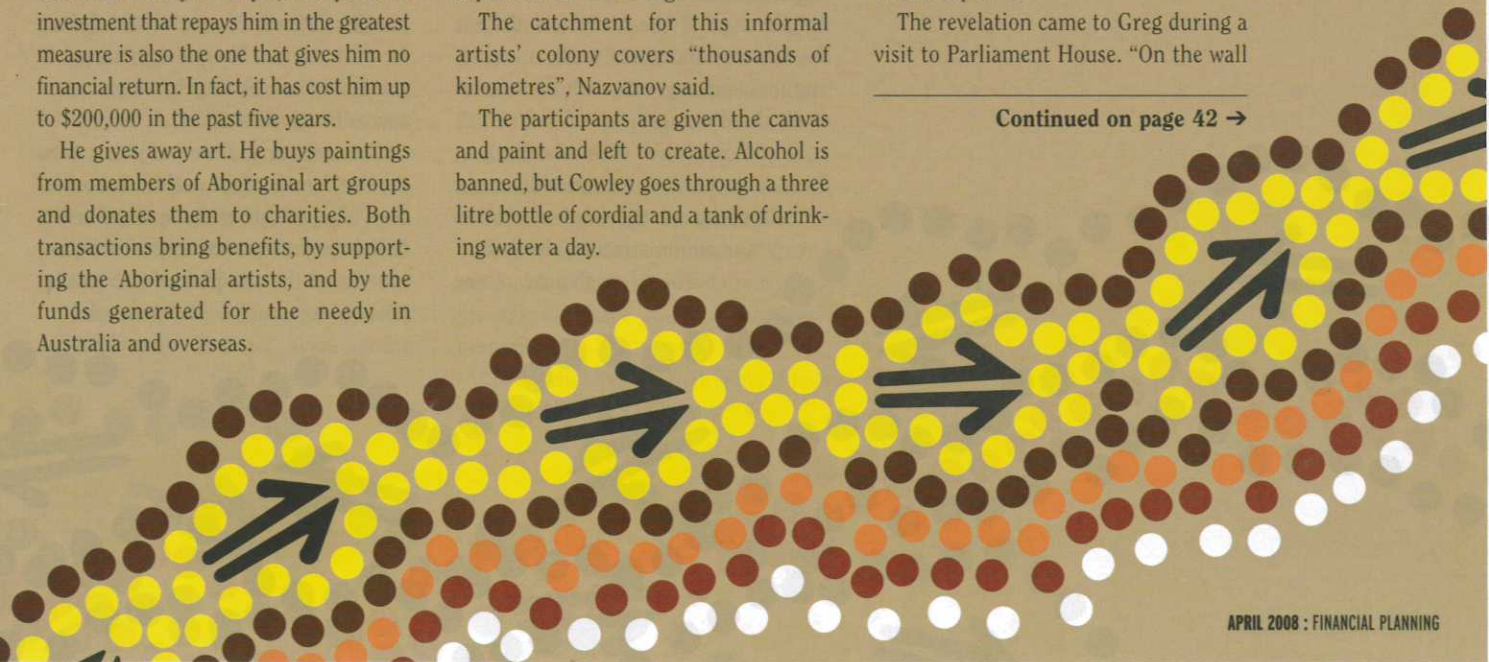 investment that repays him in the greatest
measure is also the one that gives him no
financial return. In fact, it has cost him up
to $200,000 in the past five years.
He gives away art. He buys paintings
from members of Aboriginal art groups
and donates them to charities. Both
transactions bring benefits, by support-
ing the Aboriginal artists, and by the
funds generated for the needy in
Australia and overseas.
The catchment for this informal
artists' colony covers “thousands of
kilometres”, Nazvanov said.
The participants are given the canvas
and paint and left to create. Alcohol is
banned, but Cowley goes through a three
litre bottle of cordial and a tank of drink-
ing water a day.
The revelation came to Greg during a
visit to Parliament House. “On the wall
Continued on page 42 →
APRIL 2008 : FINANCIAL PLANNING